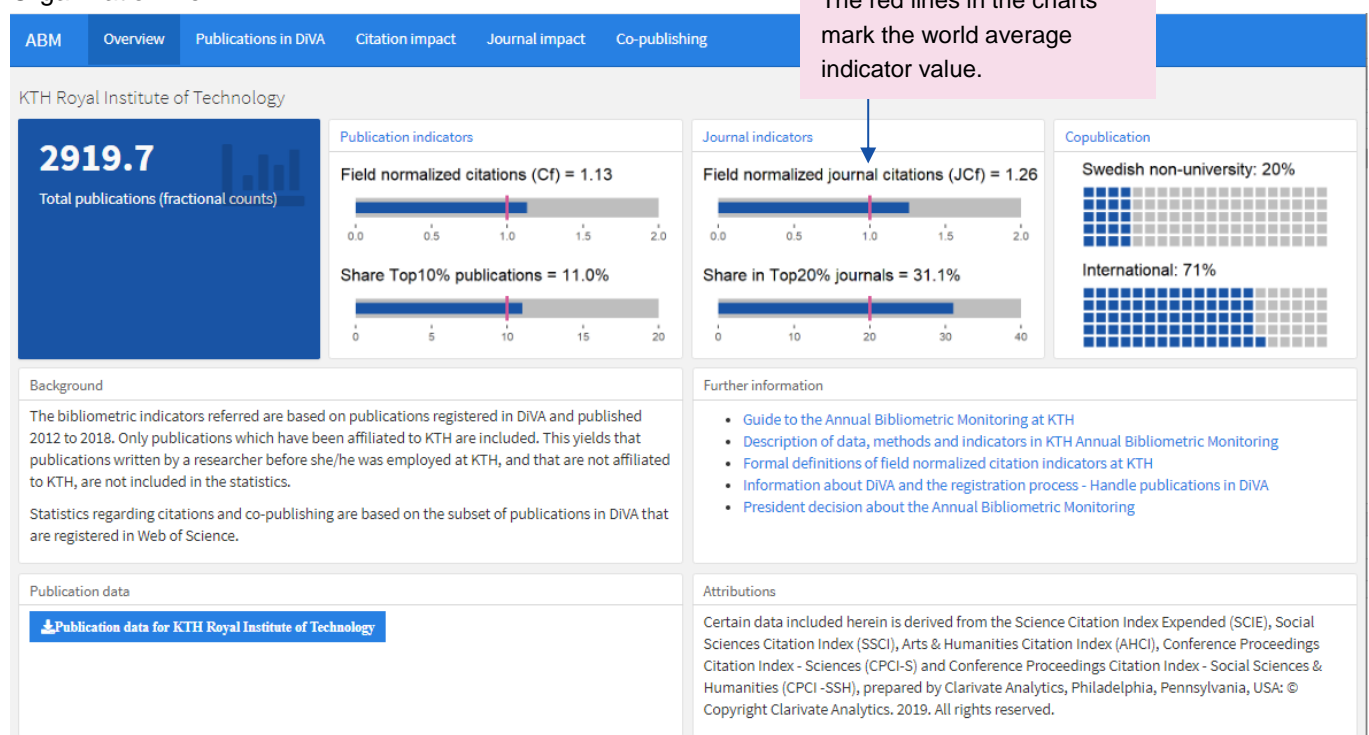 The red lines in the charts
mark the world average
indicator value.
ABM Overview Publications in DiVA Citation impact Journal impact Co-publishing
KTH Royal Institute of Technology
2919.7
Total publications (fractional counts)
Publication indicators
Field normalized citations (Cf) = 1.13
0.0 0.5 1.0 1.5 2.0
Share Top10% publications = 11.0%
0 5 10 15 20
Journal indicators
Field normalized journal citations (JCf) = 1.26
0.0 0.5 1.0 1.5 2.0
Share in Top20% journals = 31.1%
0 10 20 30 40
Copublication
Swedish non-university: 20%
International: 71%
Background
The bibliometric indicators referred are based on publications registered in DiVA and published
2012 to 2018. Only publications which have been affiliated to KTH are included. This yields that
publications written by a researcher before she/he was employed at KTH, and that are not affiliated
to KTH, are not included in the statistics.
Statistics regarding citations and co-publishing are based on the subset of publications in DiVA that
are registered in Web of Science.
Further information
• Guide to the Annual Bibliometric Monitoring at KTH
• Description of data, methods and indicators in KTH Annual Bibliometric Monitoring
• Formal definitions of field normalized citation indicators at KTH
• Information about DiVA and the registration process - Handle publications in DiVA
• President decision about the Annual Bibliometric Monitoring
Publication data
Publication data for KTH Royal Institute of Technology
Attributions
Certain data included herein is derived from the Science Citation Index Expended (SCIE), Social
Sciences Citation Index (SSCI), Arts & Humanities Citation Index (AHCI), Conference Proceedings
Citation Index - Sciences (CPCI-S) and Conference Proceedings Citation Index - Social Sciences &
Humanities (CPCI -SSH), prepared by Clarivate Analytics, Philadelphia, Pennsylvania, USA: ©
Copyright Clarivate Analytics. 2019. All rights reserved.